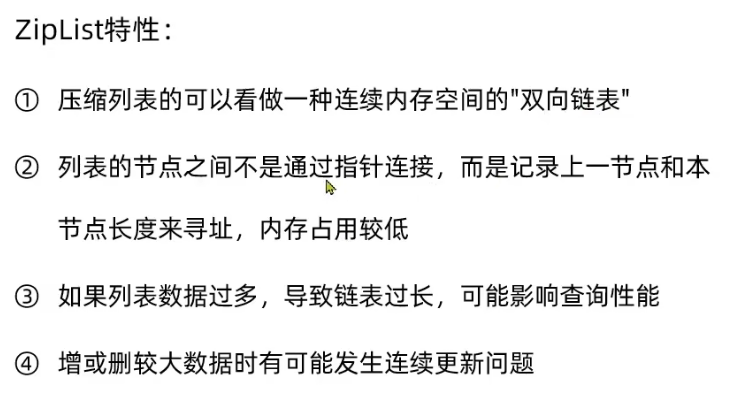 ZipList特性：
① 压缩列表的可以看做一种连续内存空间的"双向链表"
② 列表的节点之间不是通过指针连接，而是记录上一节点和本
节点长度来寻址，内存占用较低
③ 如果列表数据过多，导致链表过长，可能影响查询性能
④ 增或删较大数据时有可能发生连续更新问题